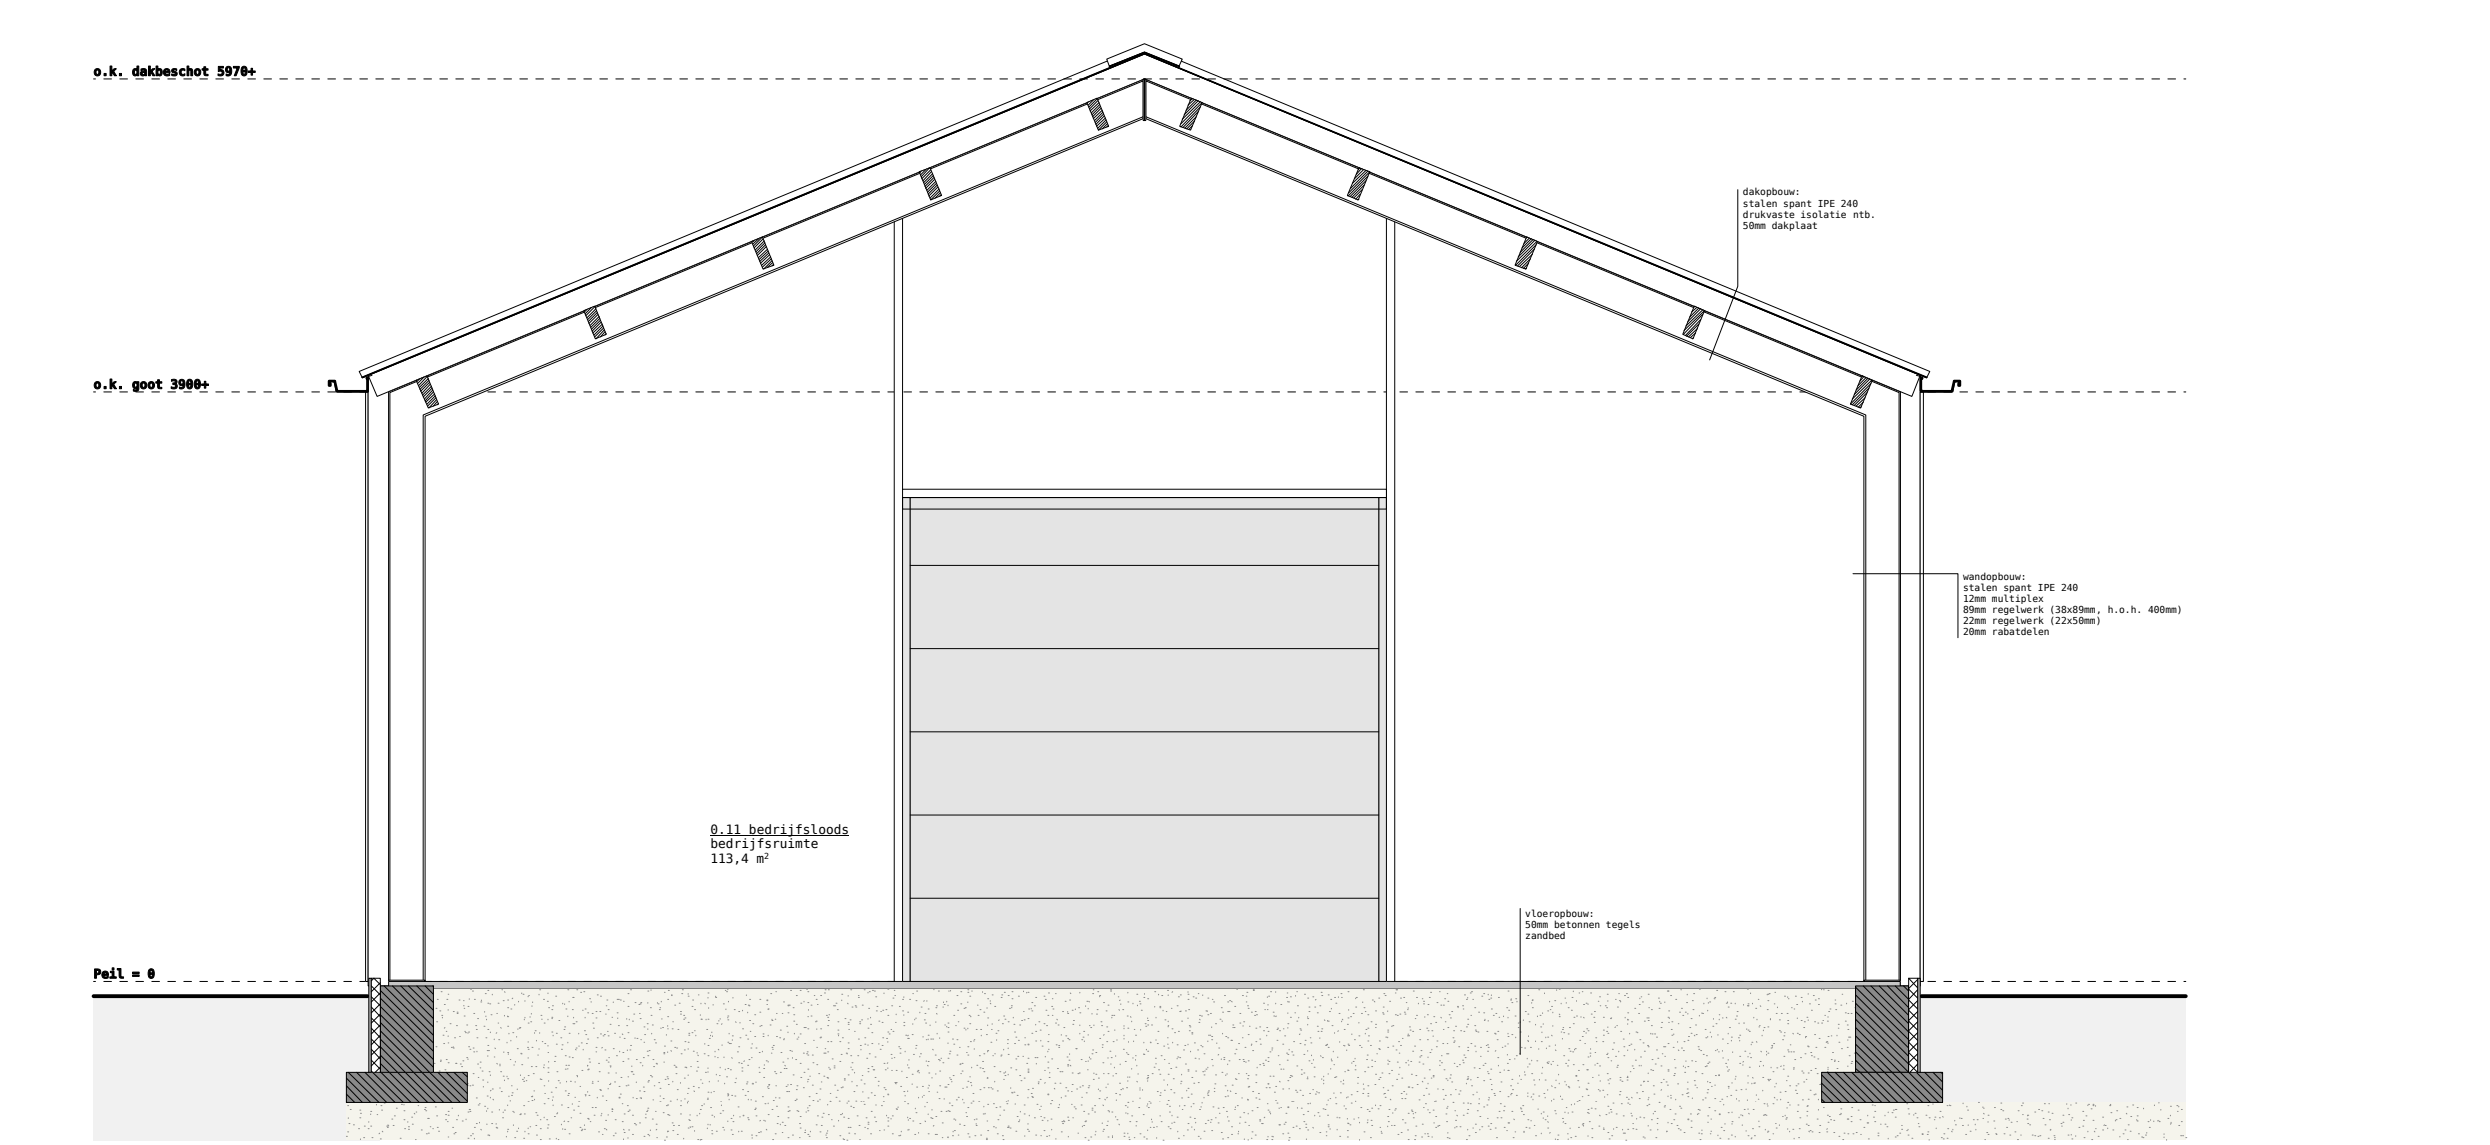 o.k. dakbeschot 5970+
dakopbouw:
stalen spant IPE 240
drukvaste isolatie ntb.
50mm dakplaat
o.k. goot 3900+
wandopbouw:
stalen spant IPE 240
12mm multiplex
89mm regelwerk (38x89mm, h.o.h. 400mm)
22mm regelwerk (22x50mm)
20mm rabatdelen
0.11 bedrijfsloods
bedrijfsruimte
113,4 m²
vloeropbouw:
50mm betonnen tegels
zandbed
Peil = 0